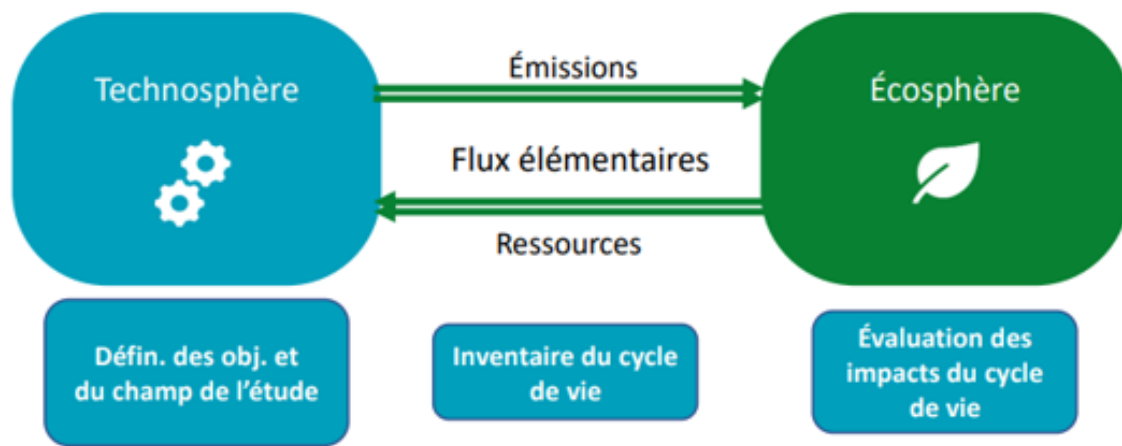 Technosphère
Émissions
Écosphère
Flux élémentaires
Ressources
Défin. des obj. et
du champ de l'étude
Inventaire du cycle
de vie
Évaluation des
impacts du cycle
de vie